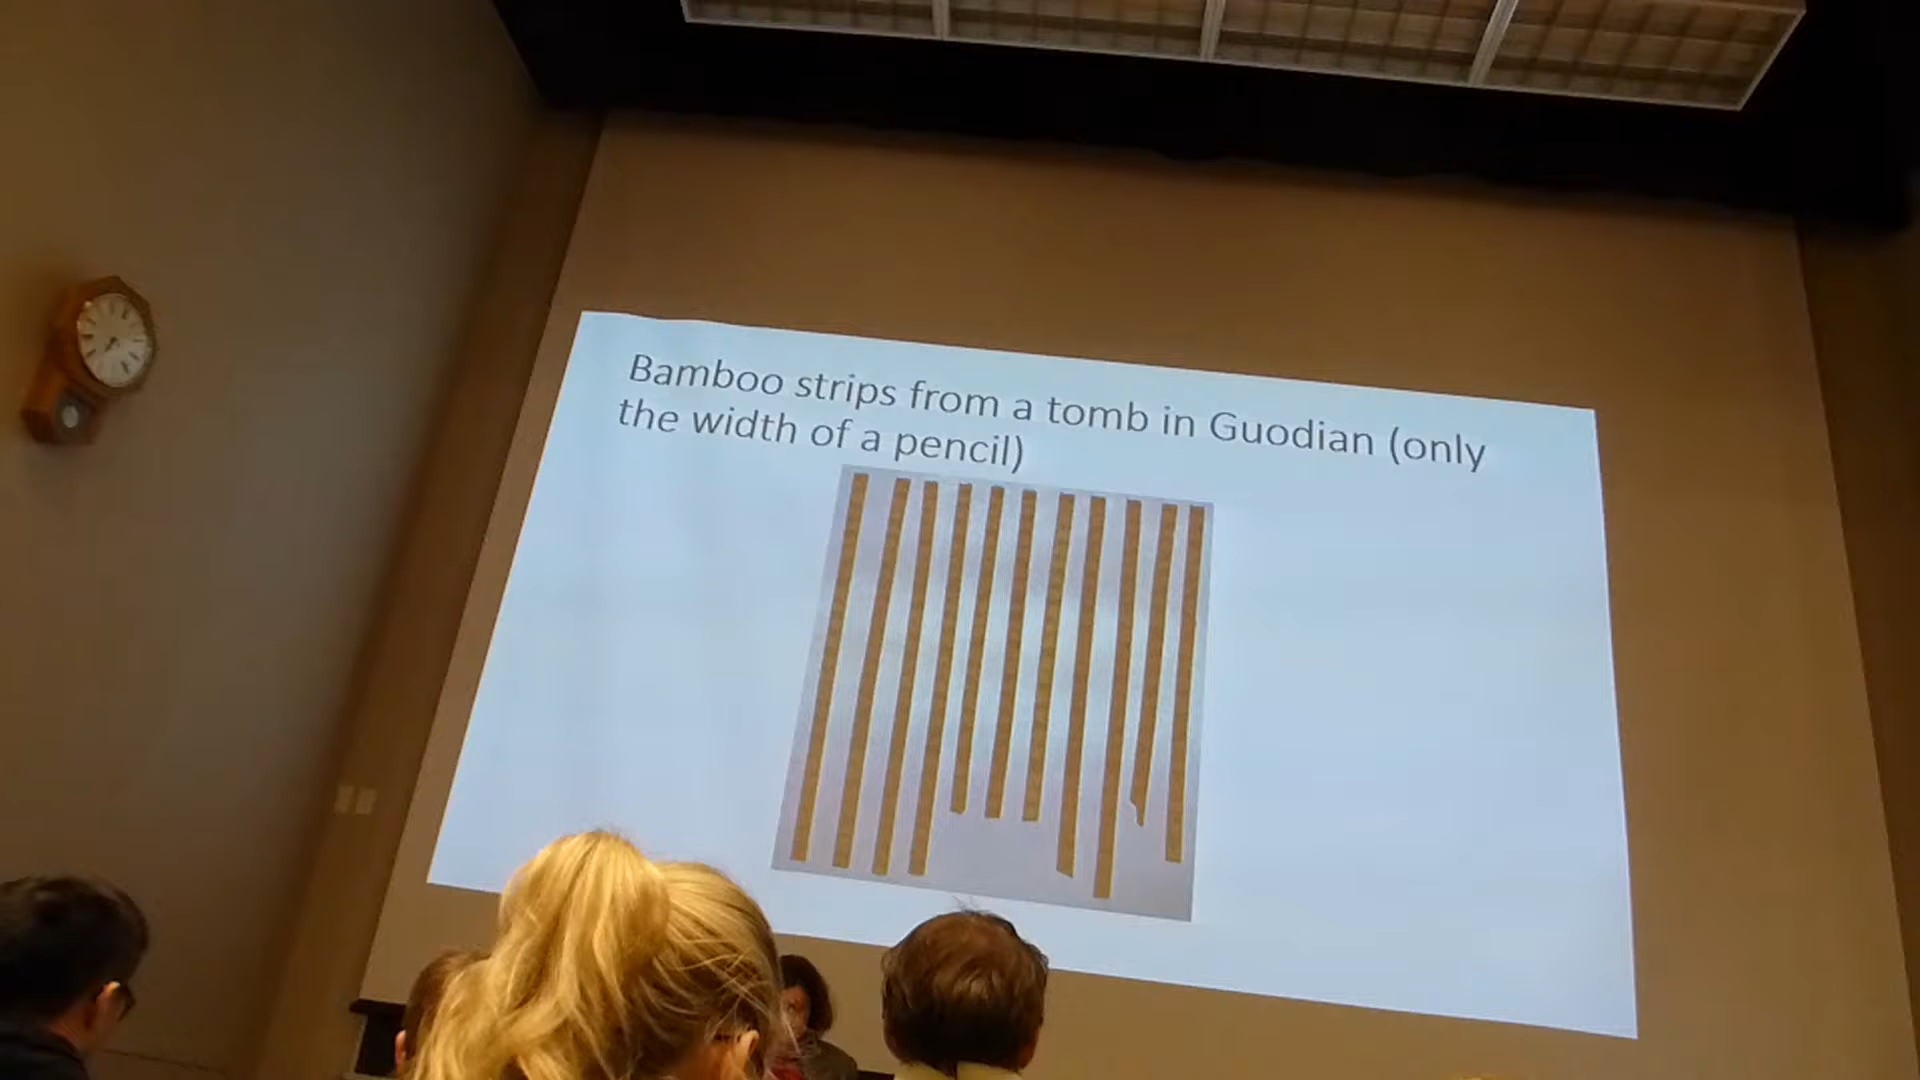 Bamboo strips from a tomb in Guodian (only
the width of a pencil)